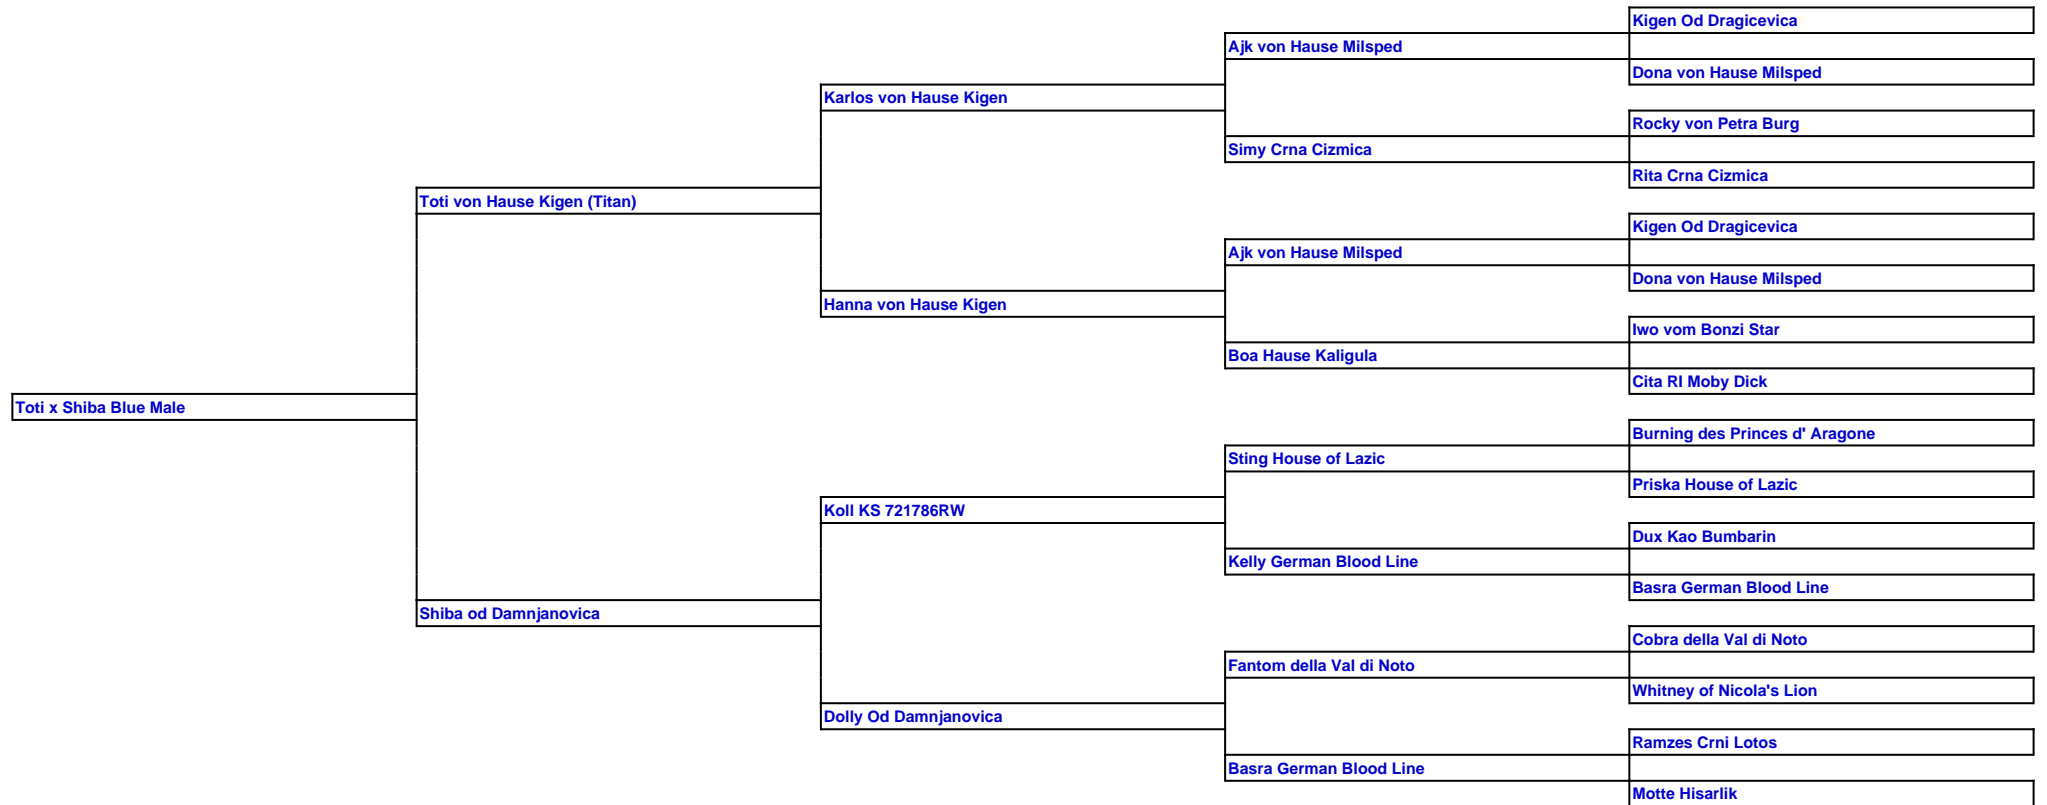 Kigen Od Dragicevica
Ajk von Hause Milsped
Dona von Hause Milsped
Karlos von Hause Kigen
Rocky von Petra Burg
Simy Crna Cizmica
Rita Crna Cizmica
Toti von Hause Kigen (Titan)
Kigen Od Dragicevica
Ajk von Hause Milsped
Dona von Hause Milsped
Hanna von Hause Kigen
Iwo vom Bonzi Star
Boa Hause Kaligula
Cita RI Moby Dick
Toti x Shiba Blue Male
Burning des Princes d' Aragone
Sting House of Lazic
Priska House of Lazic
Koll KS 721786RW
Dux Kao Bumbarin
Kelly German Blood Line
Basra German Blood Line
Shiba od Damnjanovica
Cobra della Val di Noto
Fantom della Val di Noto
Whitney of Nicola's Lion
Dolly Od Damnjanovica
Ramzes Crni Lotos
Basra German Blood Line
Motte Hisarlik